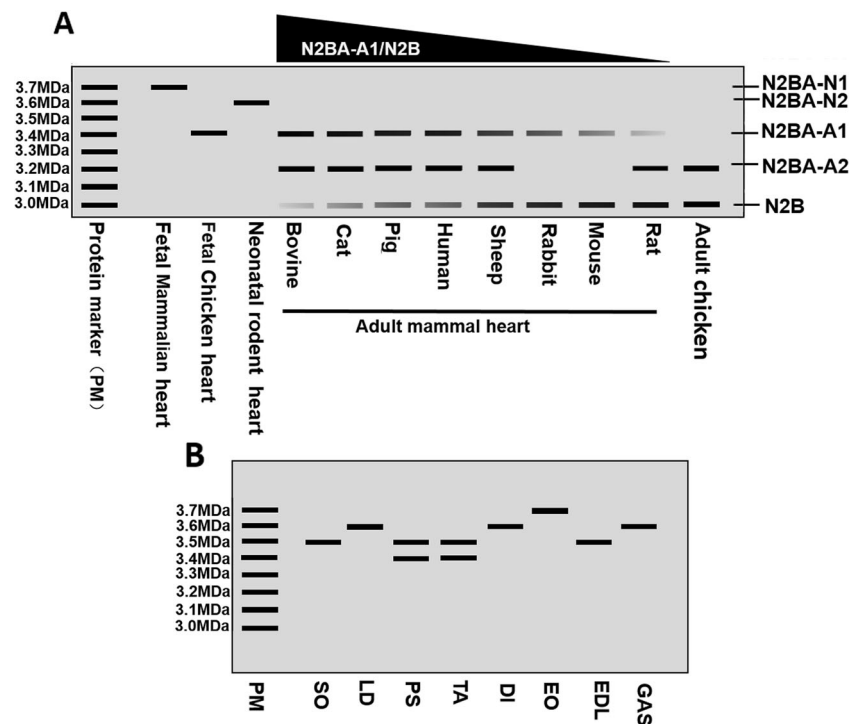 A
N2BA-A1/N2B
3.7MDa
3.6MDa
3.5MDa
3.4MDa
3.3MDa
3.2MDa
3.1MDa
3.0MDa
N2BA-N1
N2BA-N2
N2BA-A1
N2BA-A2
N2B
Protein marker（PM）
Fetal Mammalian heart
Fetal Chicken heart
Neonatal rodent heart
Bovine
Cat
Pig
Human
Sheep
Rabbit
Mouse
Rat
Adult chicken
Adult mammal heart
B
3.7MDa
3.6MDa
3.5MDa
3.4MDa
3.3MDa
3.2MDa
3.1MDa
3.0MDa
PM
SO
LD
PS
TA
DI
EO
EDL
GAS